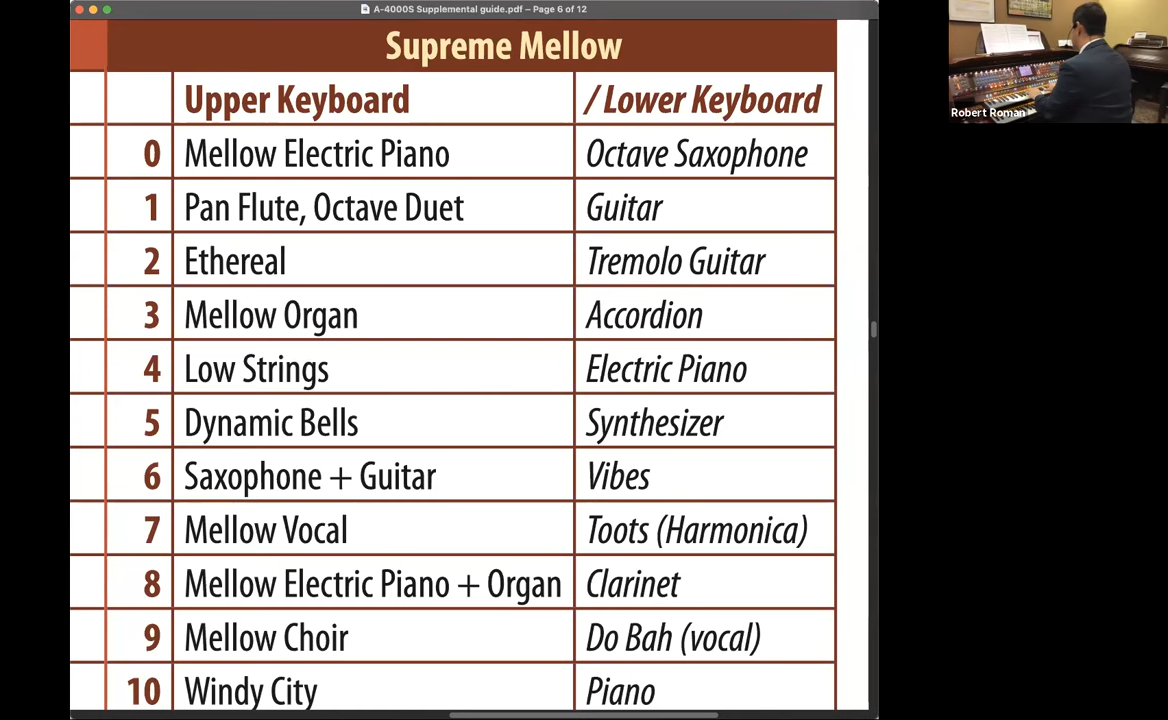 A-4000S Supplemental guide.pdf – Page 6 of 12
Supreme Mellow
Upper Keyboard / Lower Keyboard
0 Mellow Electric Piano Octave Saxophone
1 Pan Flute, Octave Duet Guitar
2 Ethereal Tremolo Guitar
3 Mellow Organ Accordion
4 Low Strings Electric Piano
5 Dynamic Bells Synthesizer
6 Saxophone + Guitar Vibes
7 Mellow Vocal Toots (Harmonica)
8 Mellow Electric Piano + Organ Clarinet
9 Mellow Choir Do Bah (vocal)
10 Windy City Piano
Robert Roman